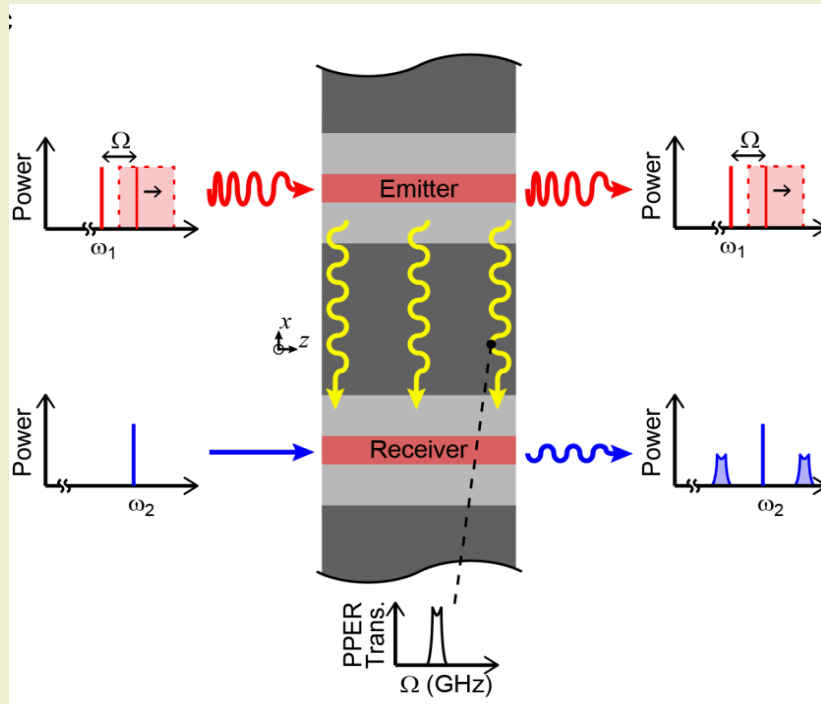 Ω
Power
ω1
Emitter
Ω
Power
ω1
x
z
Power
ω2
Receiver
Power
ω2
PPER
Trans.
Ω (GHz)